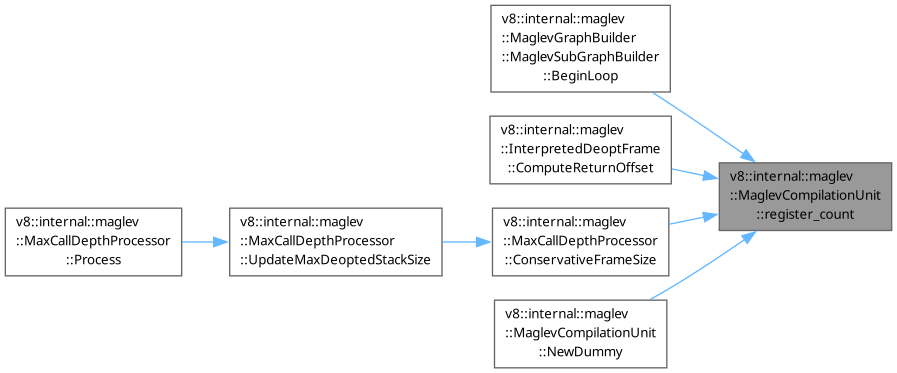 v8::internal::maglev
::MaglevGraphBuilder
::MaglevSubGraphBuilder
::BeginLoop
v8::internal::maglev
::InterpretedDeoptFrame
::ComputeReturnOffset
v8::internal::maglev
::MaglevCompilationUnit
::register_count
v8::internal::maglev
::MaxCallDepthProcessor
::Process
v8::internal::maglev
::MaxCallDepthProcessor
::UpdateMaxDeoptedStackSize
v8::internal::maglev
::MaxCallDepthProcessor
::ConservativeFrameSize
v8::internal::maglev
::MaglevCompilationUnit
::NewDummy